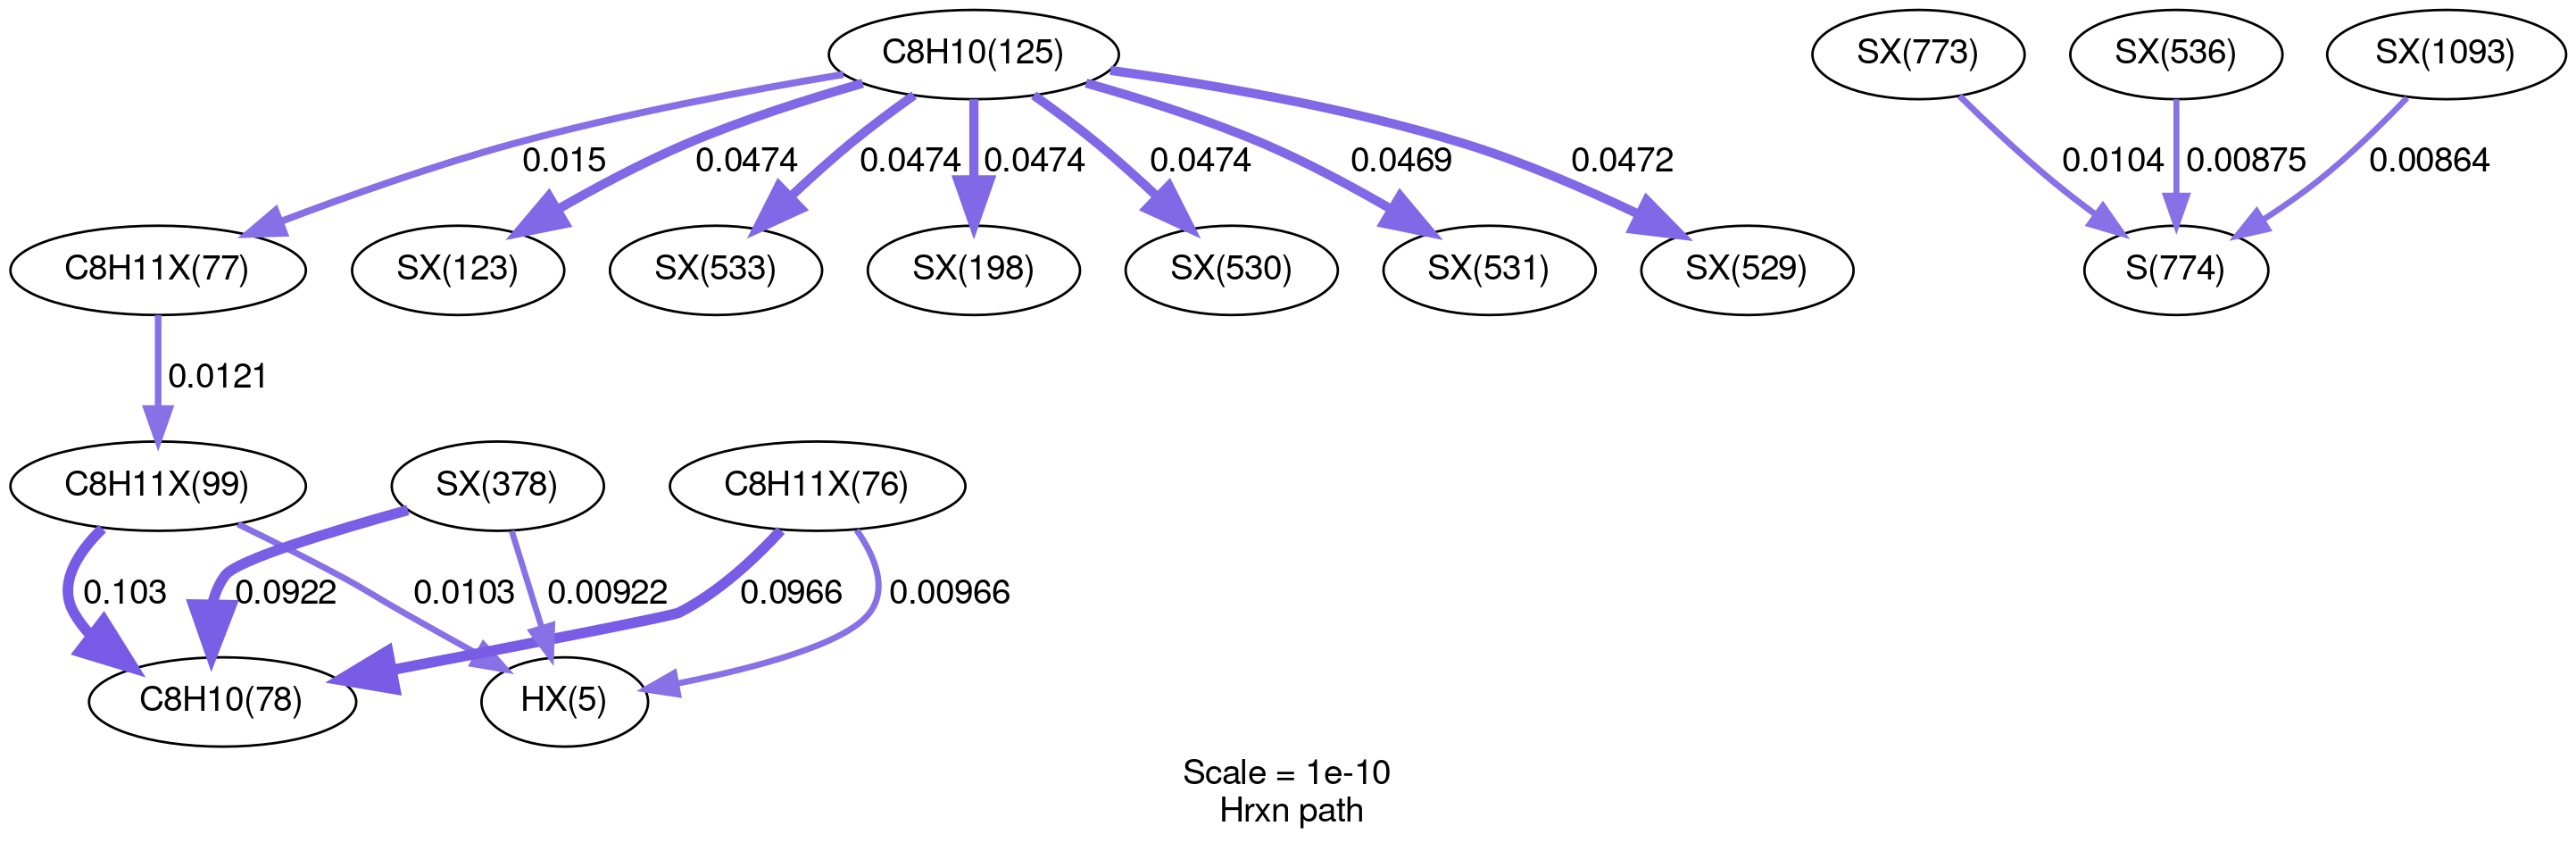 C8H10(125)
SX(773)
SX(536)
SX(1093)
0.015
0.0474
0.0474
0.0474
0.0474
0.0469
0.0472
0.0104
0.00875
0.00864
C8H11X(77)
SX(123)
SX(533)
SX(198)
SX(530)
SX(531)
SX(529)
S(774)
0.0121
C8H11X(99)
SX(378)
C8H11X(76)
0.103
0.0922
0.0103
0.00922
0.0966
0.00966
C8H10(78)
HX(5)
Scale = 1e-10
Hrxn path